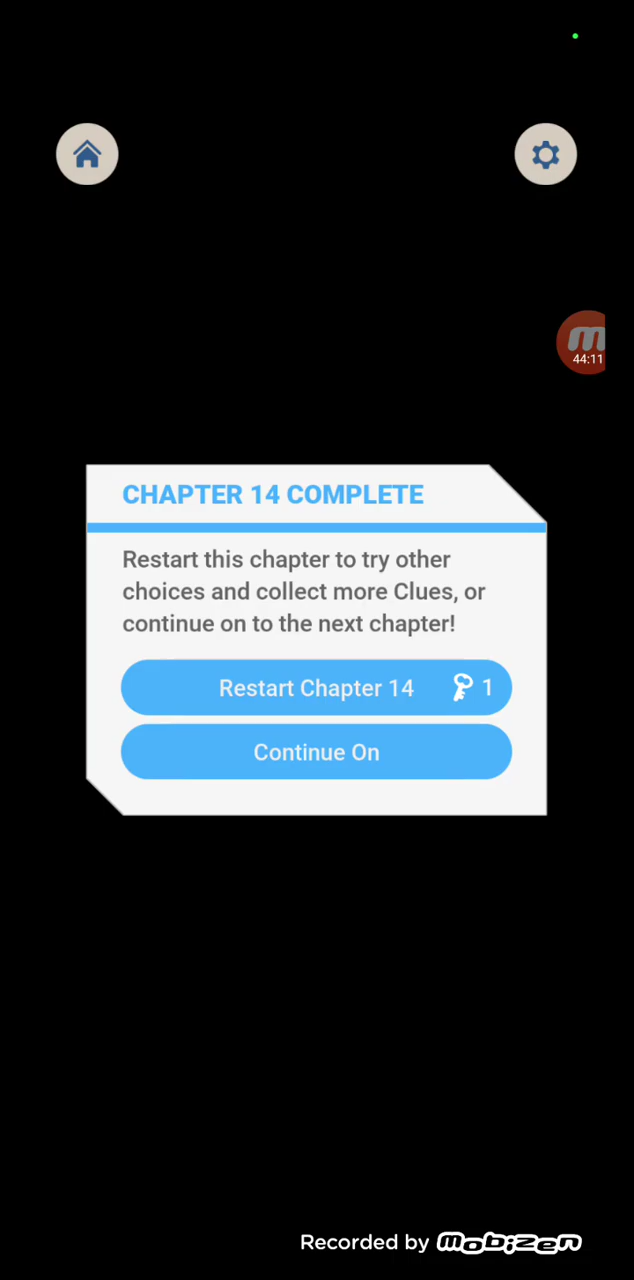 44:11
CHAPTER 14 COMPLETE
Restart this chapter to try other
choices and collect more Clues, or
continue on to the next chapter!
Restart Chapter 14 1
Continue On
Recorded by mobizen